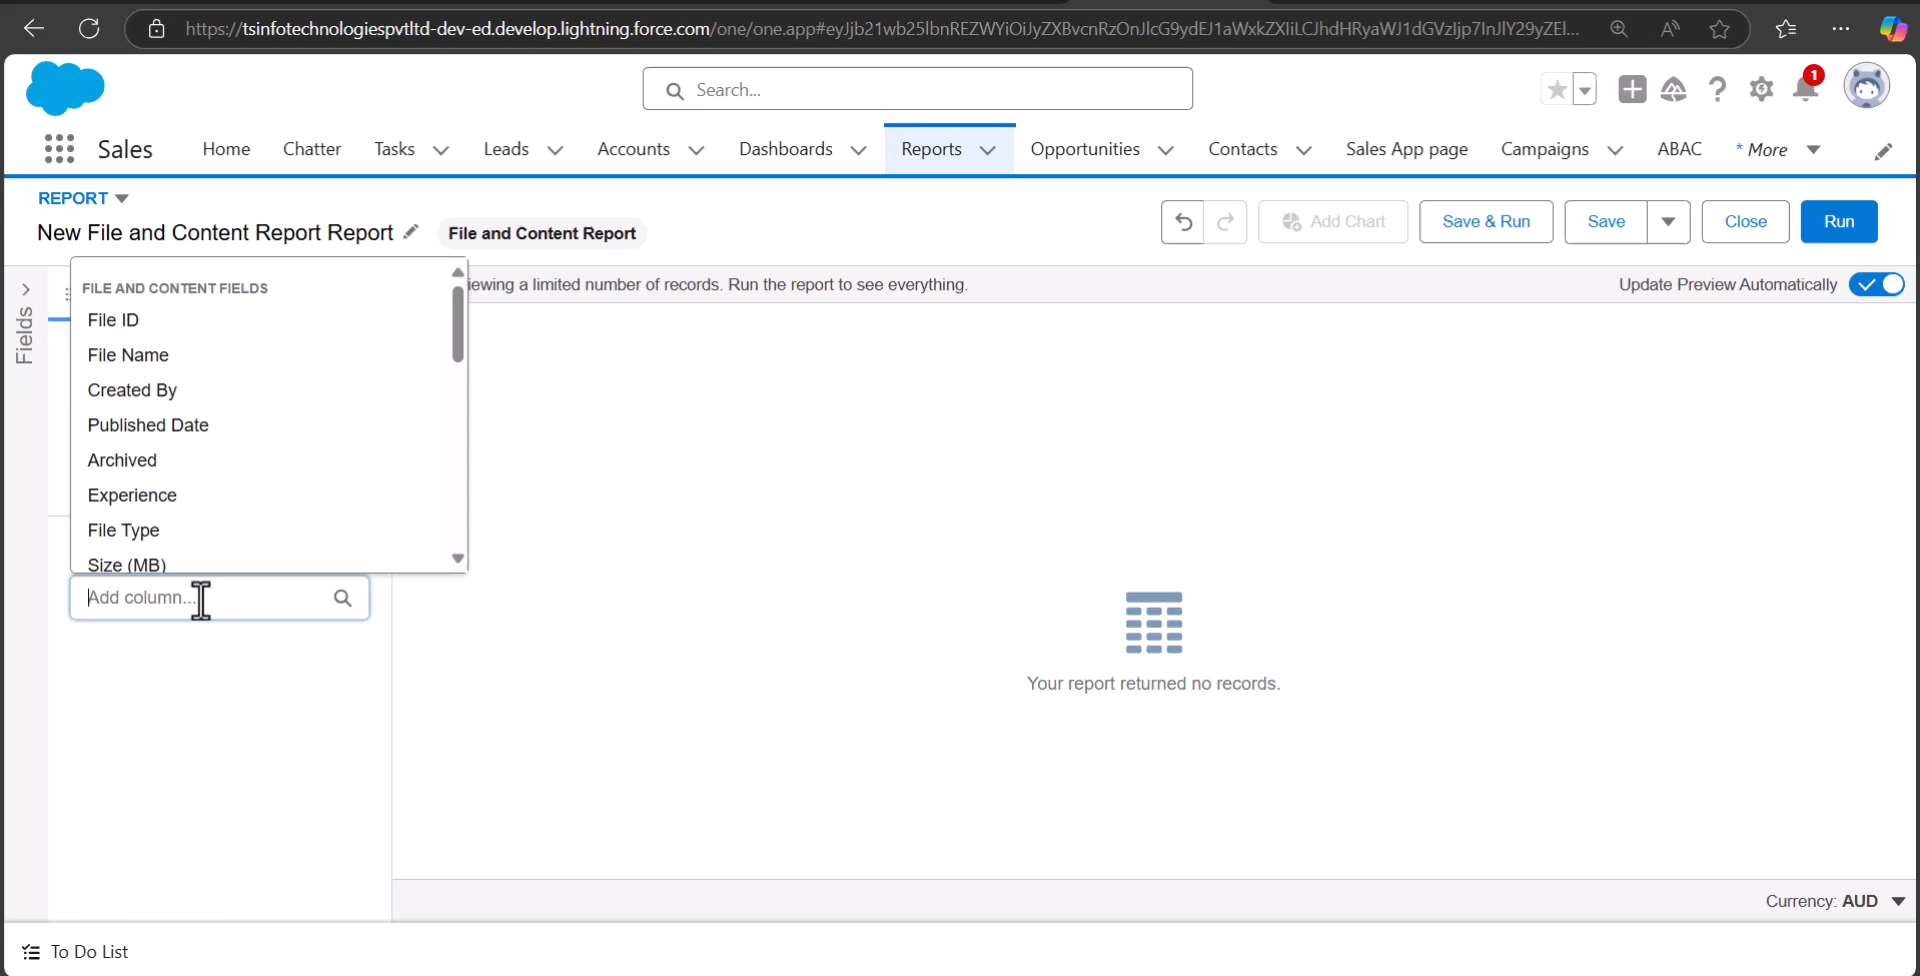 https://tsinfotechnologiespvtltd-dev-ed.develop.lightning.force.com/one/one.app#eyJjb21wb25lbnREZWYiOiJyZXBvcnRzOnJlcG9ydEJ1aWxkZXIiLCJhdHRyaWJ1dGVzIjp7InJlY29yZEl...
Search...
1
Sales
Home
Chatter
Tasks
Leads
Accounts
Dashboards
Reports
Opportunities
Contacts
Sales App page
Campaigns
ABAC
* More
REPORT
New File and Content Report Report
File and Content Report
Add Chart
Save & Run
Save
Close
Run
Fields
iewing a limited number of records. Run the report to see everything.
Update Preview Automatically
FILE AND CONTENT FIELDS
File ID
File Name
Created By
Published Date
Archived
Experience
File Type
Size (MB)
Add column...
Your report returned no records.
Currency: AUD
To Do List